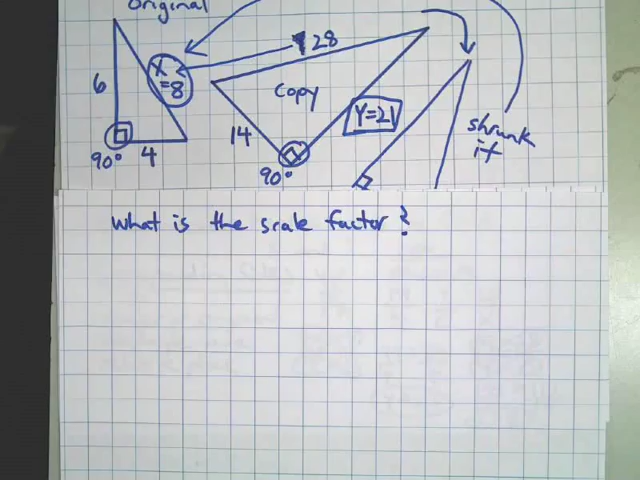 Original
6
X
=8
90°
4
28
Copy
14
Y=21
90°
shrunk
it
What is the scale factor?